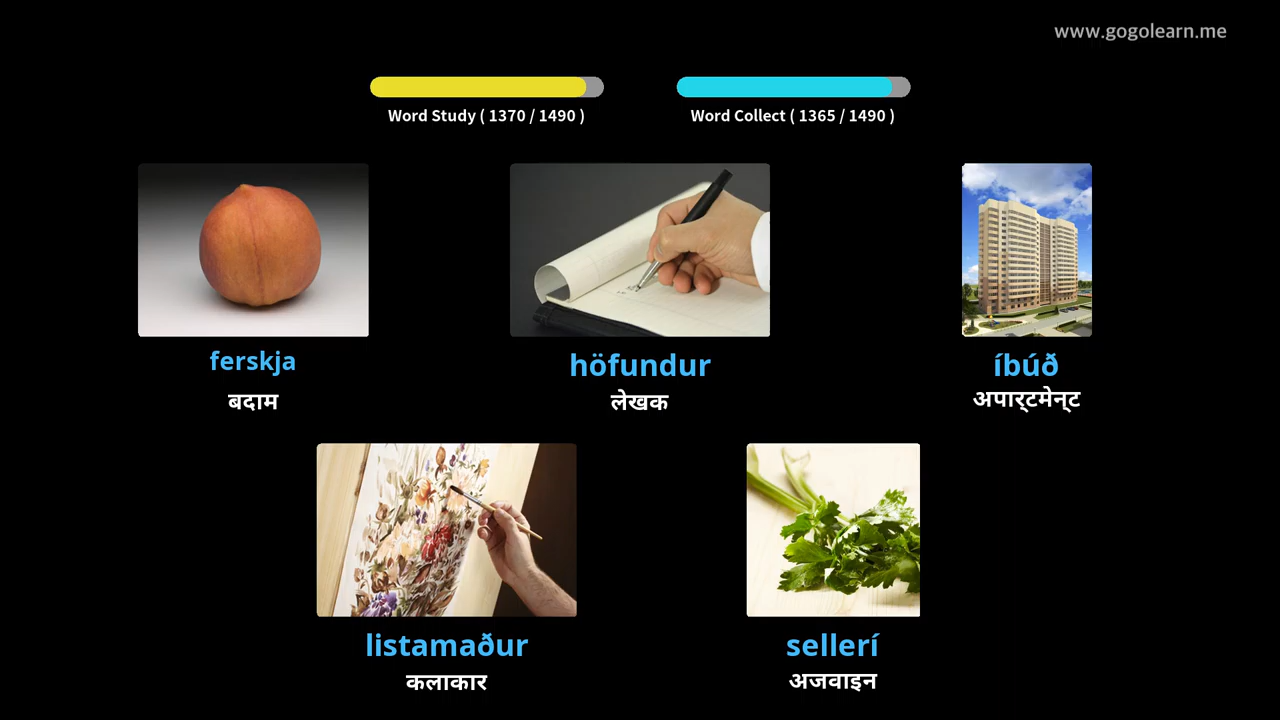 www.gogolearn.me
Word Study ( 1370 / 1490 )
Word Collect ( 1365 / 1490 )
ferskja
बदाम
höfundur
लेखक
íbúð
अपार्टमेन्ट
listamaður
कलाकार
sellerí
अजवाइन